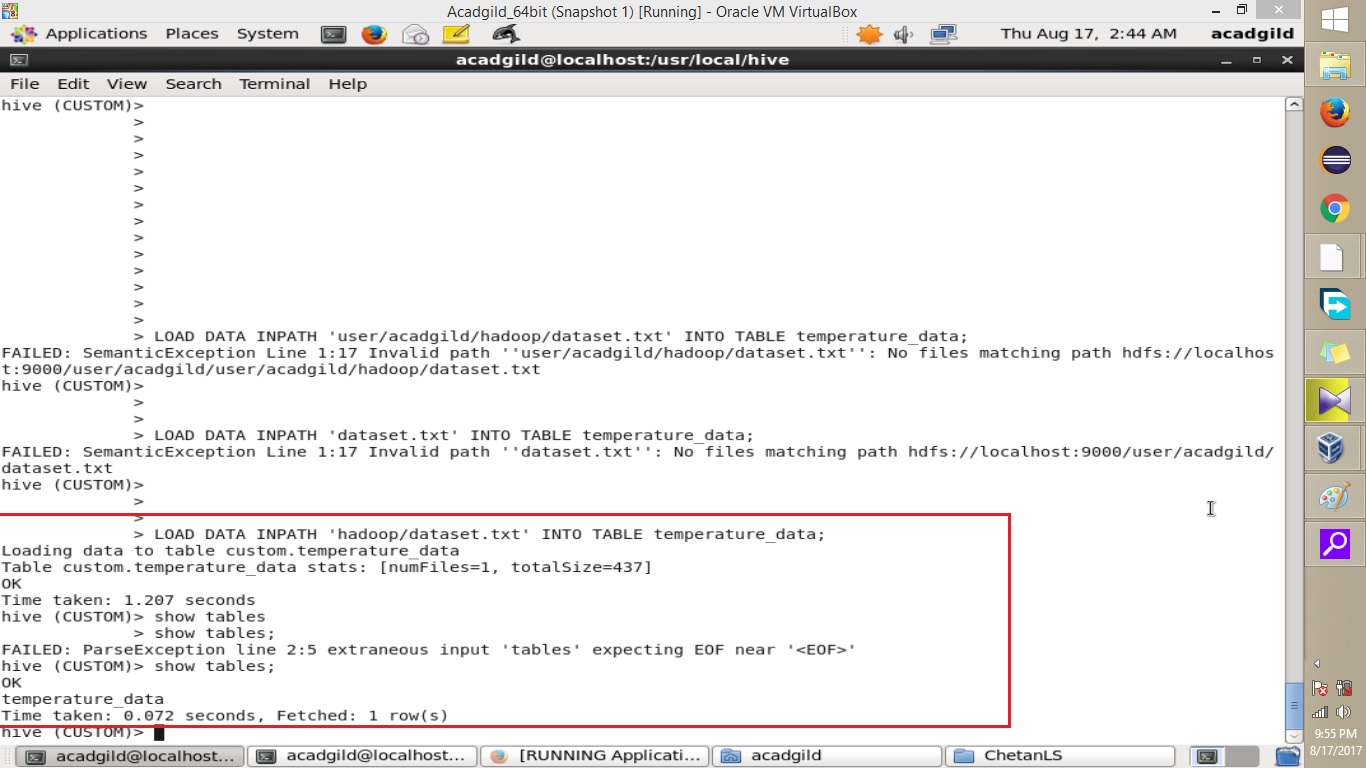 Acadgild_64bit (Snapshot 1) [Running] - Oracle VM VirtualBox
Applications Places System Thu Aug 17, 2:44 AM acadgild
acadgild@localhost:/usr/local/hive
File Edit View Search Terminal Help
hive (CUSTOM)>
>
>
>
>
>
>
>
>
>
>
>
>
>
> LOAD DATA INPATH 'user/acadgild/hadoop/dataset.txt' INTO TABLE temperature_data;
FAILED: SemanticException Line 1:17 Invalid path ''user/acadgild/hadoop/dataset.txt'': No files matching path hdfs://localhos
t:9000/user/acadgild/user/acadgild/hadoop/dataset.txt
hive (CUSTOM)>
>
>
> LOAD DATA INPATH 'dataset.txt' INTO TABLE temperature_data;
FAILED: SemanticException Line 1:17 Invalid path ''dataset.txt'': No files matching path hdfs://localhost:9000/user/acadgild/
dataset.txt
hive (CUSTOM)>
>
>
> LOAD DATA INPATH 'hadoop/dataset.txt' INTO TABLE temperature_data;
Loading data to table custom.temperature_data
Table custom.temperature_data stats: [numFiles=1, totalSize=437]
OK
Time taken: 1.207 seconds
hive (CUSTOM)> show tables
> show tables;
FAILED: ParseException line 2:5 extraneous input 'tables' expecting EOF near '<EOF>'
hive (CUSTOM)> show tables;
OK
temperature_data
Time taken: 0.072 seconds, Fetched: 1 row(s)
hive (CUSTOM)>
acadgild@localhost... acadgild@localhost... [RUNNING Applicati... acadgild ChetanLS
9:55 PM
8/17/2017